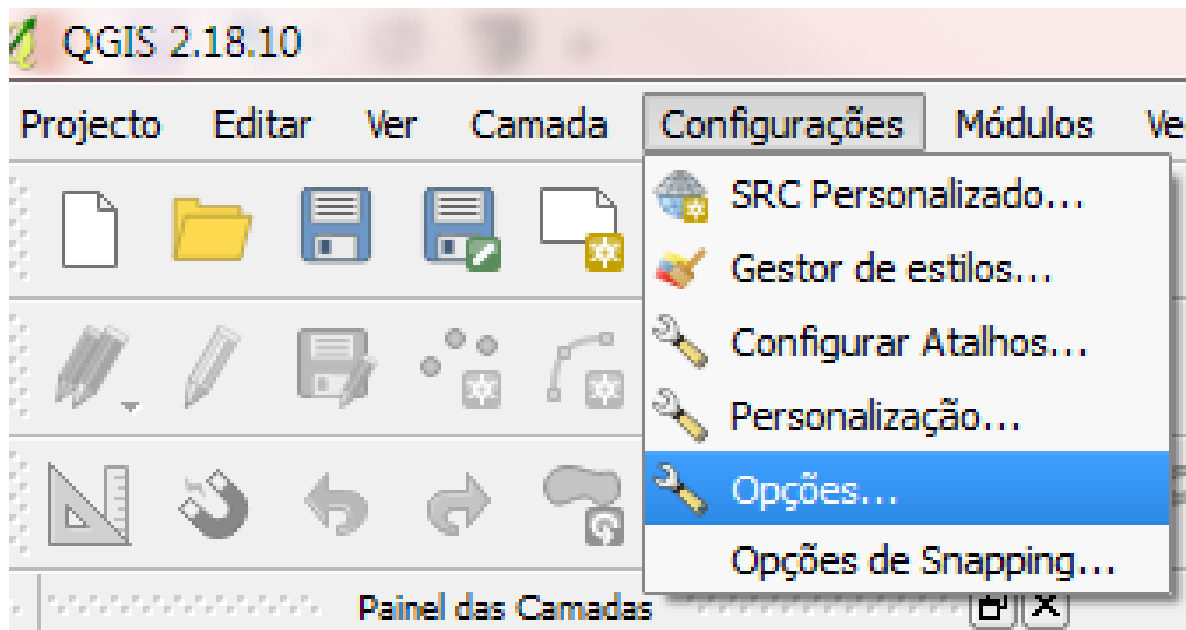 QGIS 2.18.10
Projecto Editar Ver Camada Configurações Módulos
SRC Personalizado...
Gestor de estilos...
Configurar Atalhos...
Personalização...
Opções...
Opções de Snapping...
Painel das Camadas